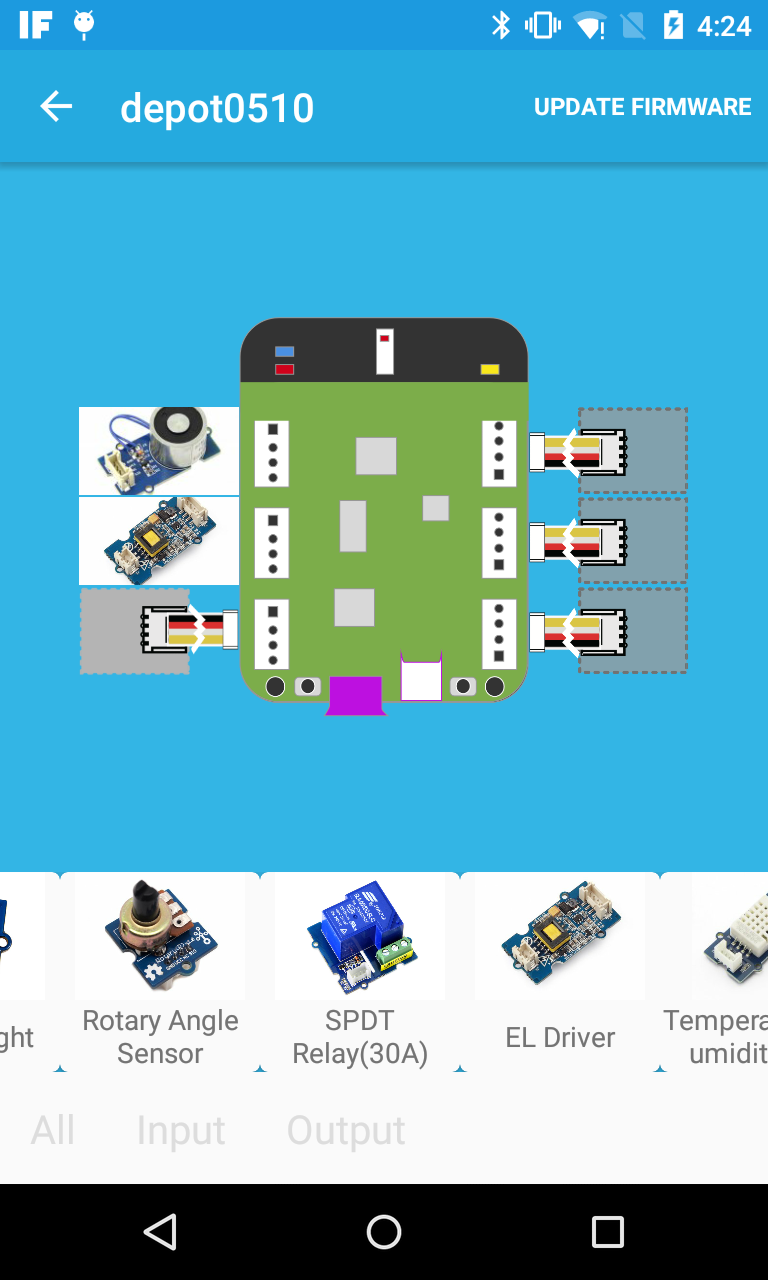 IF 4:24
depot0510 UPDATE FIRMWARE
ght
Rotary Angle
Sensor
SPDT
Relay(30A)
EL Driver
Tempera
umidit
All Input Output